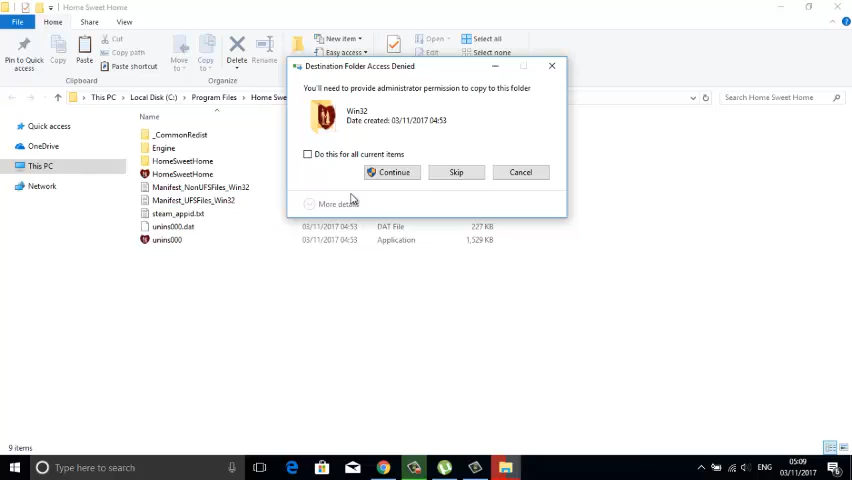 Home Sweet Home
File
Home
Share
View
Pin to Quick access
Copy
Paste
Cut
Copy path
Paste shortcut
Clipboard
Move to
Copy to
Delete
Rename
Organize
New item
Easy access
Open
Edit
Select all
Select none
This PC
Local Disk (C:)
Program Files
Home Swe
Search Home Sweet Home
Quick access
OneDrive
This PC
Network
Name
_CommonRedist
Engine
HomeSweetHome
HomeSweetHome
Manifest_NonUFSFiles_Win32
Manifest_UFSFiles_Win32
steam_appid.txt
unins000.dat 03/11/2017 04:53 DAT File 227 KB
unins000 03/11/2017 04:53 Application 1,529 KB
Destination Folder Access Denied
You'll need to provide administrator permission to copy to this folder
Win32
Date created: 03/11/2017 04:53
Do this for all current items
Continue
Skip
Cancel
More details
9 items
Type here to search
ENG
05:09
03/11/2017